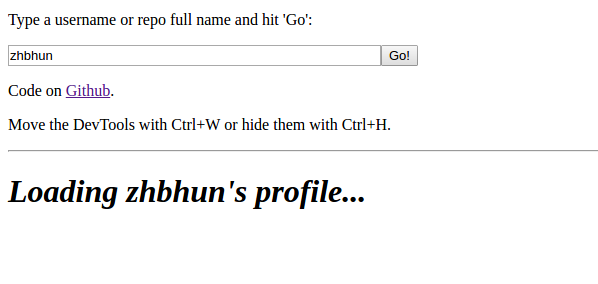 Type a username or repo full name and hit 'Go':
zhbhun Go!
Code on Github.
Move the DevTools with Ctrl+W or hide them with Ctrl+H.
Loading zhbhun's profile...